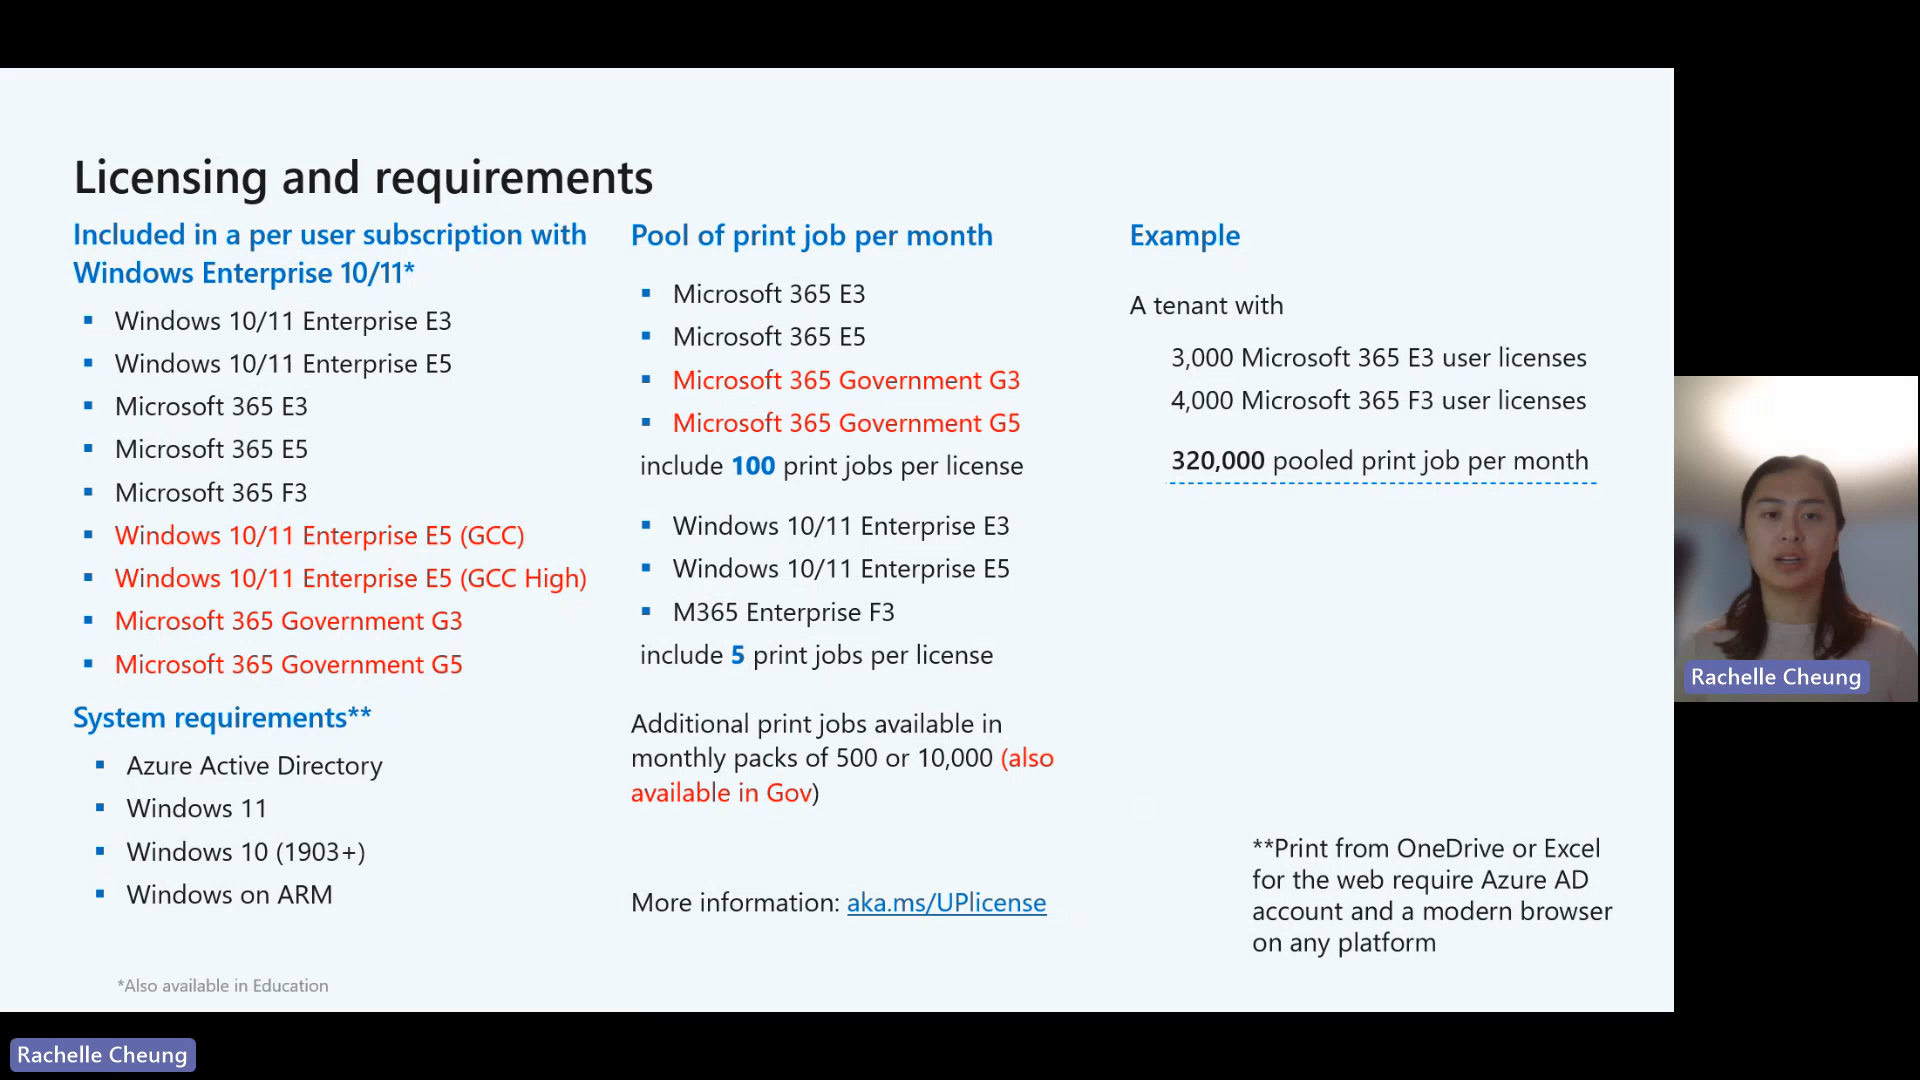 Licensing and requirements
Included in a per user subscription with
Windows Enterprise 10/11*
▪ Windows 10/11 Enterprise E3
▪ Windows 10/11 Enterprise E5
▪ Microsoft 365 E3
▪ Microsoft 365 E5
▪ Microsoft 365 F3
▪ Windows 10/11 Enterprise E5 (GCC)
▪ Windows 10/11 Enterprise E5 (GCC High)
▪ Microsoft 365 Government G3
▪ Microsoft 365 Government G5
System requirements**
▪ Azure Active Directory
▪ Windows 11
▪ Windows 10 (1903+)
▪ Windows on ARM
*Also available in Education
Pool of print job per month
▪ Microsoft 365 E3
▪ Microsoft 365 E5
▪ Microsoft 365 Government G3
▪ Microsoft 365 Government G5
include 100 print jobs per license
▪ Windows 10/11 Enterprise E3
▪ Windows 10/11 Enterprise E5
▪ M365 Enterprise F3
include 5 print jobs per license
Additional print jobs available in
monthly packs of 500 or 10,000 (also
available in Gov)
More information: aka.ms/UPlicense
Example
A tenant with
3,000 Microsoft 365 E3 user licenses
4,000 Microsoft 365 F3 user licenses
320,000 pooled print job per month
**Print from OneDrive or Excel
for the web require Azure AD
account and a modern browser
on any platform
Rachelle Cheung
Rachelle Cheung